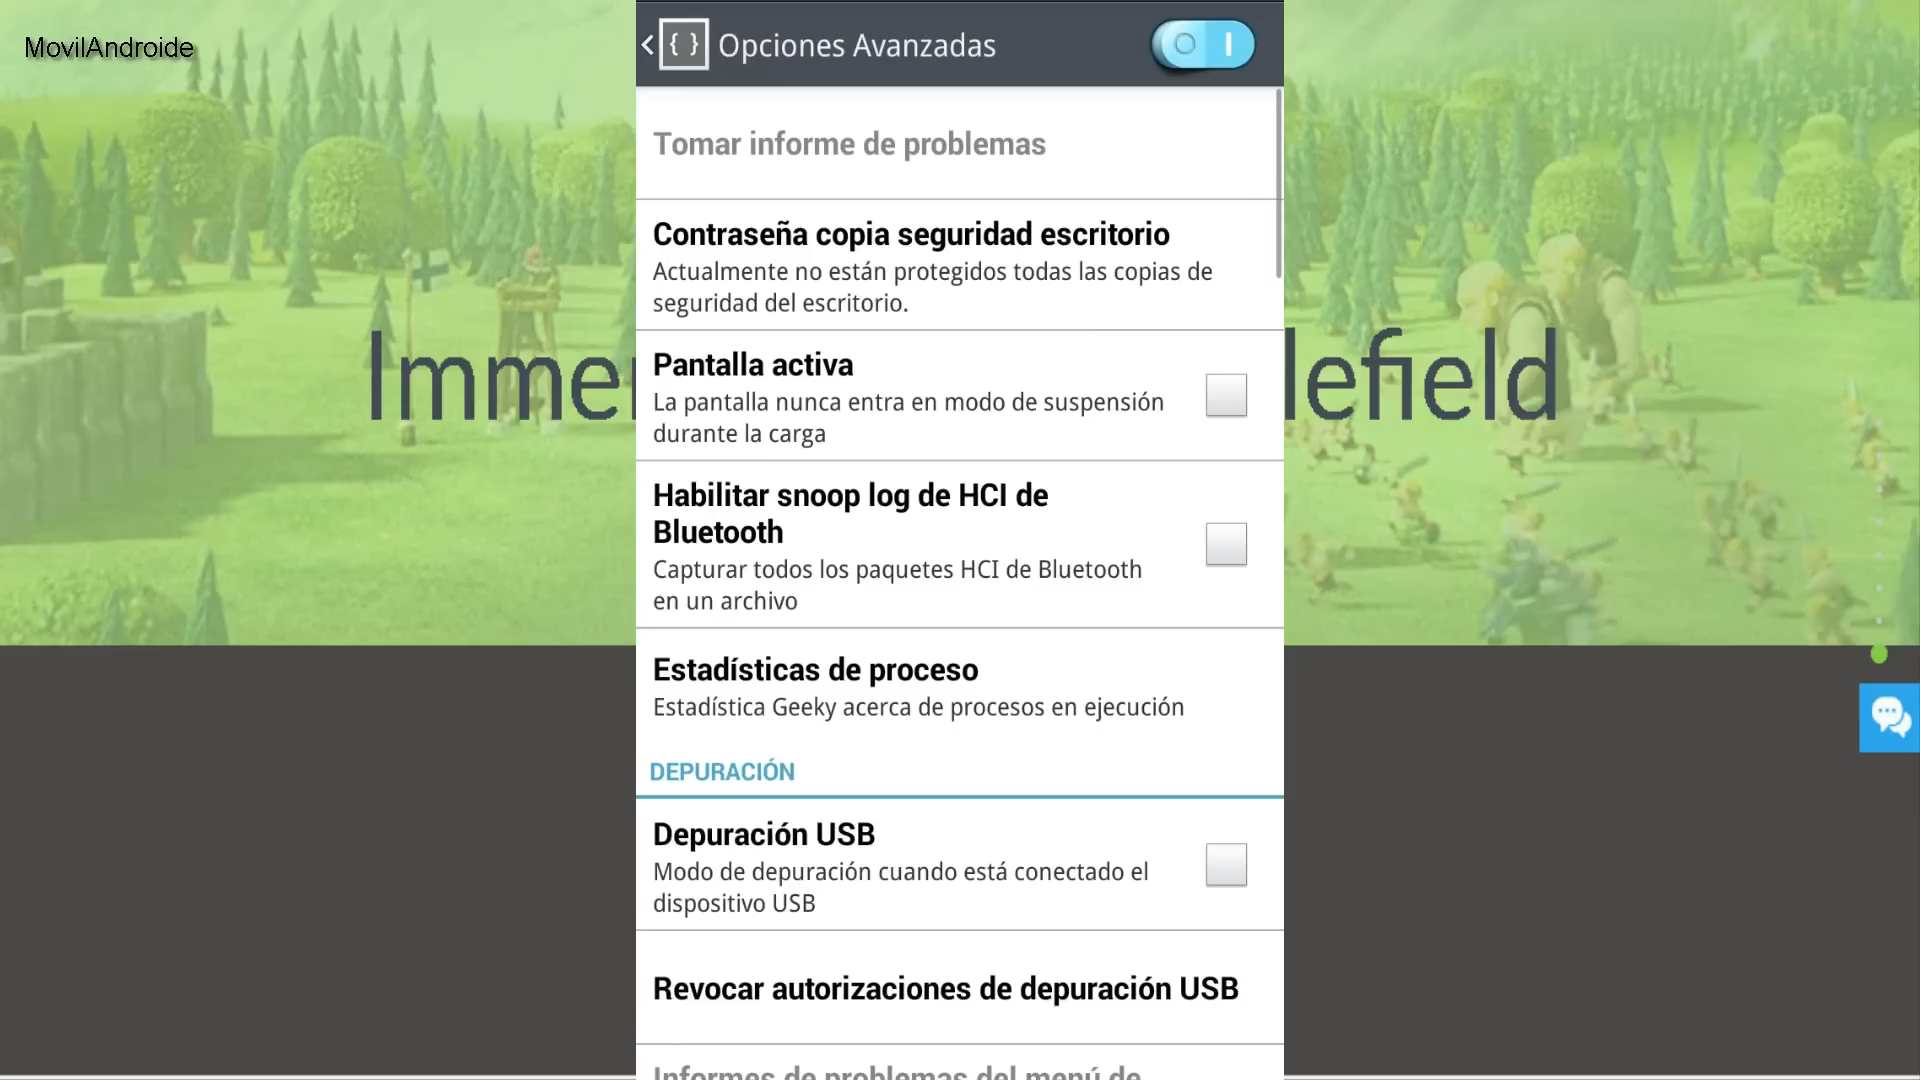 MovilAndroide
{ } Opciones Avanzadas
Tomar informe de problemas
Contraseña copia seguridad escritorio
Actualmente no están protegidos todas las copias de
seguridad del escritorio.
Imme
lefield
Pantalla activa
La pantalla nunca entra en modo de suspensión
durante la carga
Habilitar snoop log de HCI de
Bluetooth
Capturar todos los paquetes HCI de Bluetooth
en un archivo
Estadísticas de proceso
Estadística Geeky acerca de procesos en ejecución
DEPURACIÓN
Depuración USB
Modo de depuración cuando está conectado el
dispositivo USB
Revocar autorizaciones de depuración USB
Informes de problemas del menú de